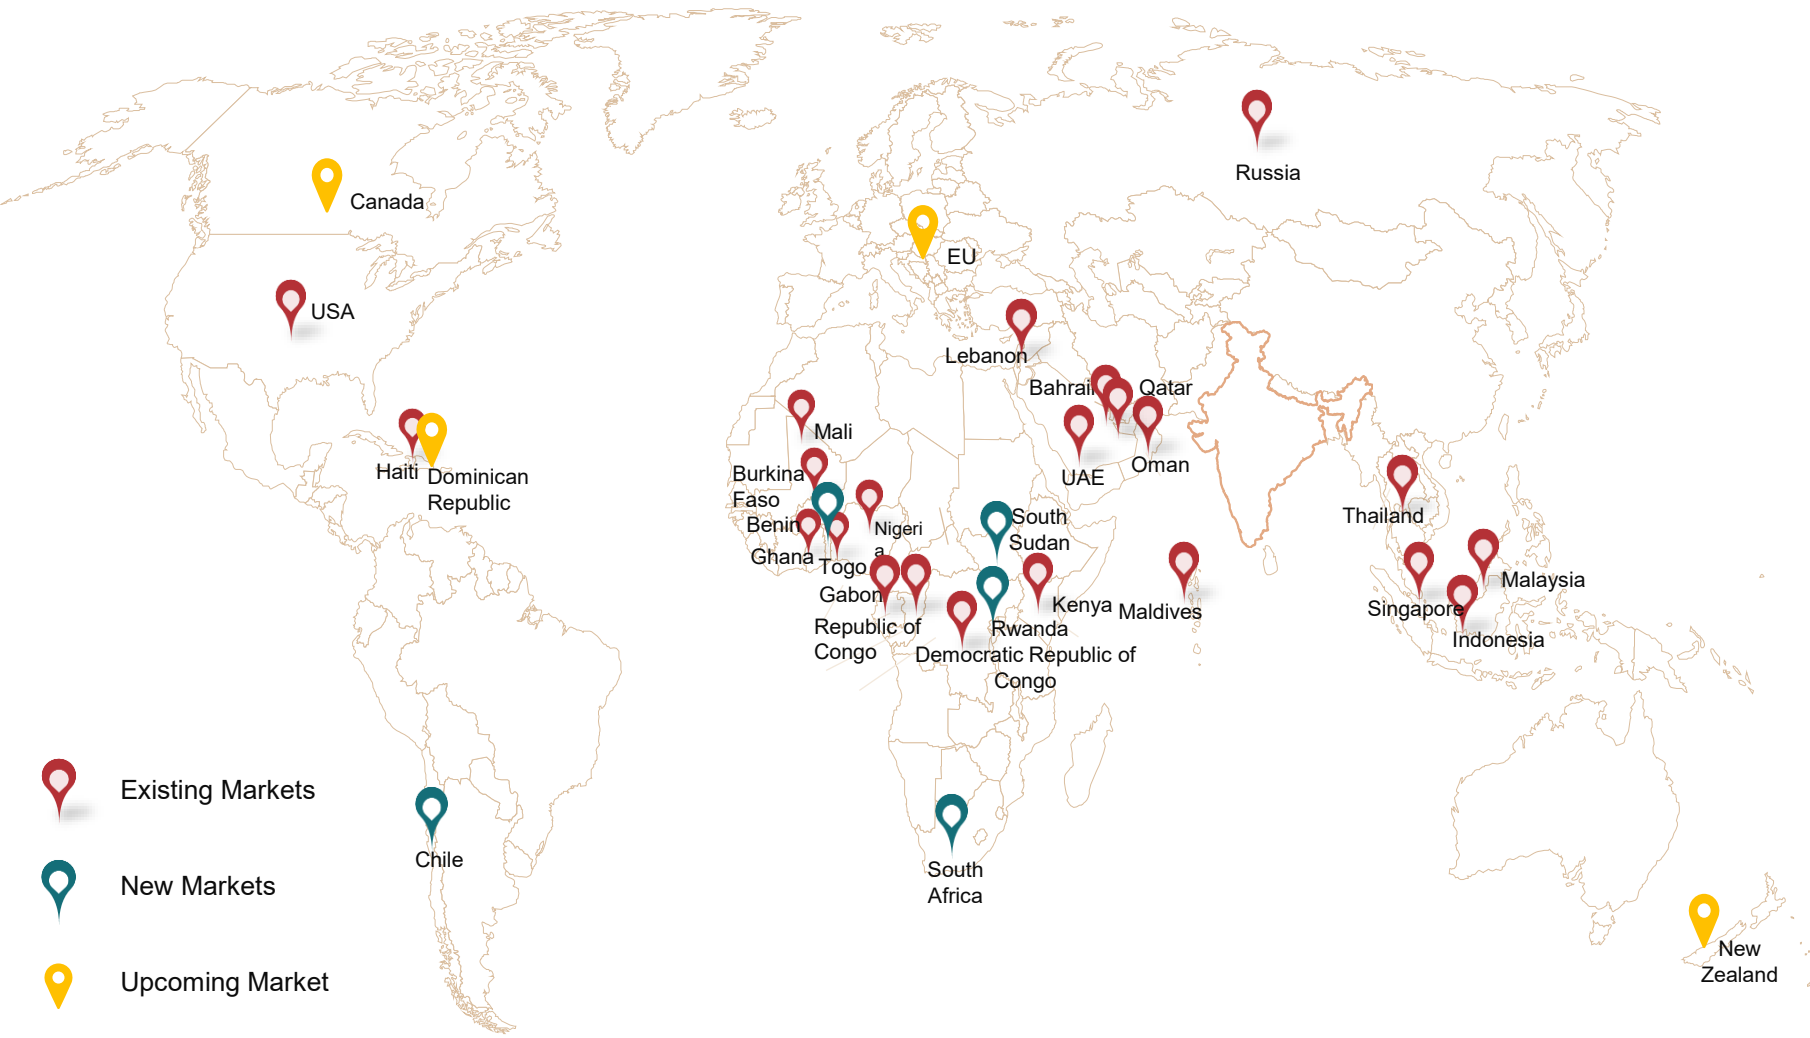 Russia
Canada
EU
USA
Lebanon
Bahrain
Qatar
Mali
Haiti
Dominican
Republic
Burkina
Faso
UAE
Oman
Benin
Nigeri
a
South
Sudan
Thailand
Ghana
Togo
Gabon
Kenya
Maldives
Malaysia
Singapore
Republic of
Congo
Rwanda
Indonesia
Democratic Republic of
Congo
Existing Markets
Chile
South
Africa
New Markets
New
Zealand
Upcoming Market